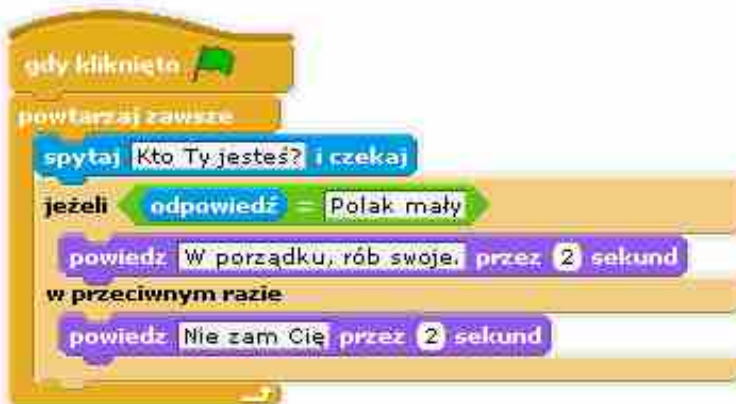 gdy kliknięto
powtarzaj zawsze
spytaj Kto Ty jesteś? i czekaj
jeżeli odpowiedź = Polak mały
powiedz W porządku, rób swoje. przez 2 sekund
w przeciwnym razie
powiedz Nie zam Cię przez 2 sekund